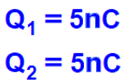 Q₁ = 5nC
Q₂ = 5nC